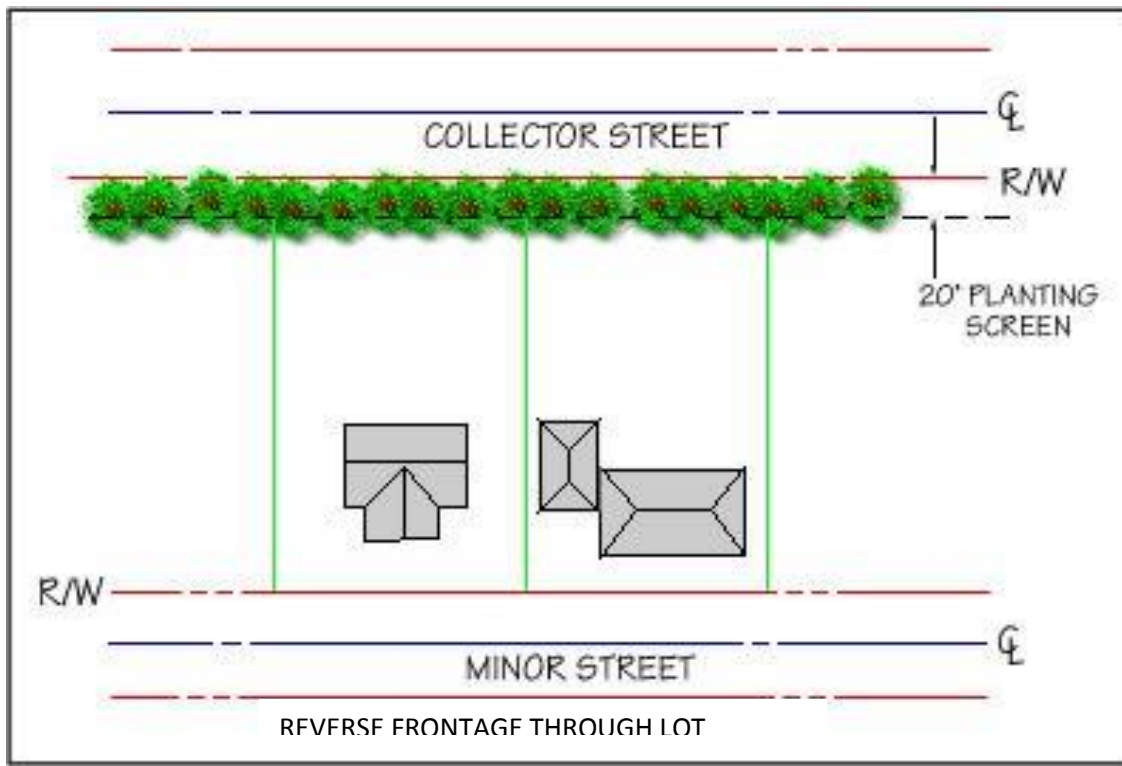 ℄
COLLECTOR STREET
R/W
20' PLANTING
SCREEN
R/W
℄
MINOR STREET
REVERSE FRONTAGE THROUGH LOT